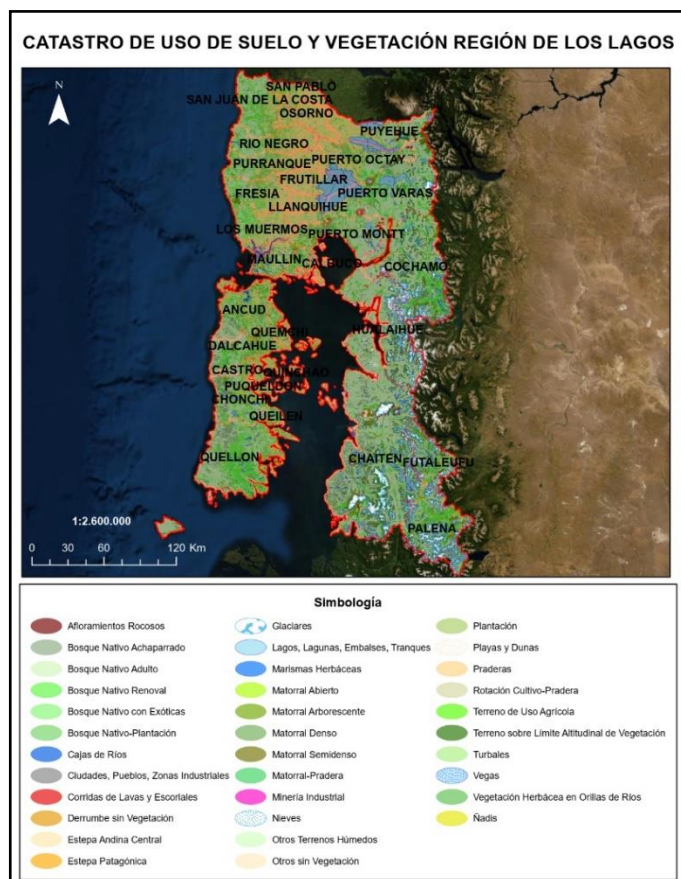 CATASTRO DE USO DE SUELO Y VEGETACIÓN REGIÓN DE LOS LAGOS
N
SAN PABLO
SAN JUAN DE LA COSTA
OSORNO
PUYEHUE
RIO NEGRO
PURRANQUE
PUERTO OCTAY
FRUTILLAR
FRESIA
PUERTO VARAS
LLANQUIHUE
LOS MUERMOS
PUERTO MONTT
MAULLIN
CALBUCO
COCHAMO
ANCUD
QUEMCHI
HUALAIHUE
DALCAHUE
CASTRO
QUINCHAO
PUQUELDON
CHONCHI
QUEILEN
QUELLON
CHAITEN
FUTALEUFU
PALENA
1:2.600.000
0 30 60 120 Km
Simbología
Afloramientos Rocosos
Bosque Nativo Achaparrado
Bosque Nativo Adulto
Bosque Nativo Renoval
Bosque Nativo con Exóticas
Bosque Nativo-Plantación
Cajas de Ríos
Ciudades, Pueblos, Zonas Industriales
Corridas de Lavas y Escoriales
Derrumbe sin Vegetación
Estepa Andina Central
Estepa Patagónica
Glaciares
Lagos, Lagunas, Embalses, Tranques
Marismas Herbáceas
Matorral Abierto
Matorral Arborescente
Matorral Denso
Matorral Semidenso
Matorral-Pradera
Minería Industrial
Nieves
Otros Terrenos Húmedos
Otros sin Vegetación
Plantación
Playas y Dunas
Praderas
Rotación Cultivo-Pradera
Terreno de Uso Agrícola
Terreno sobre Límite Altitudinal de Vegetación
Turbales
Vegas
Vegetación Herbácea en Orillas de Ríos
Ñadis